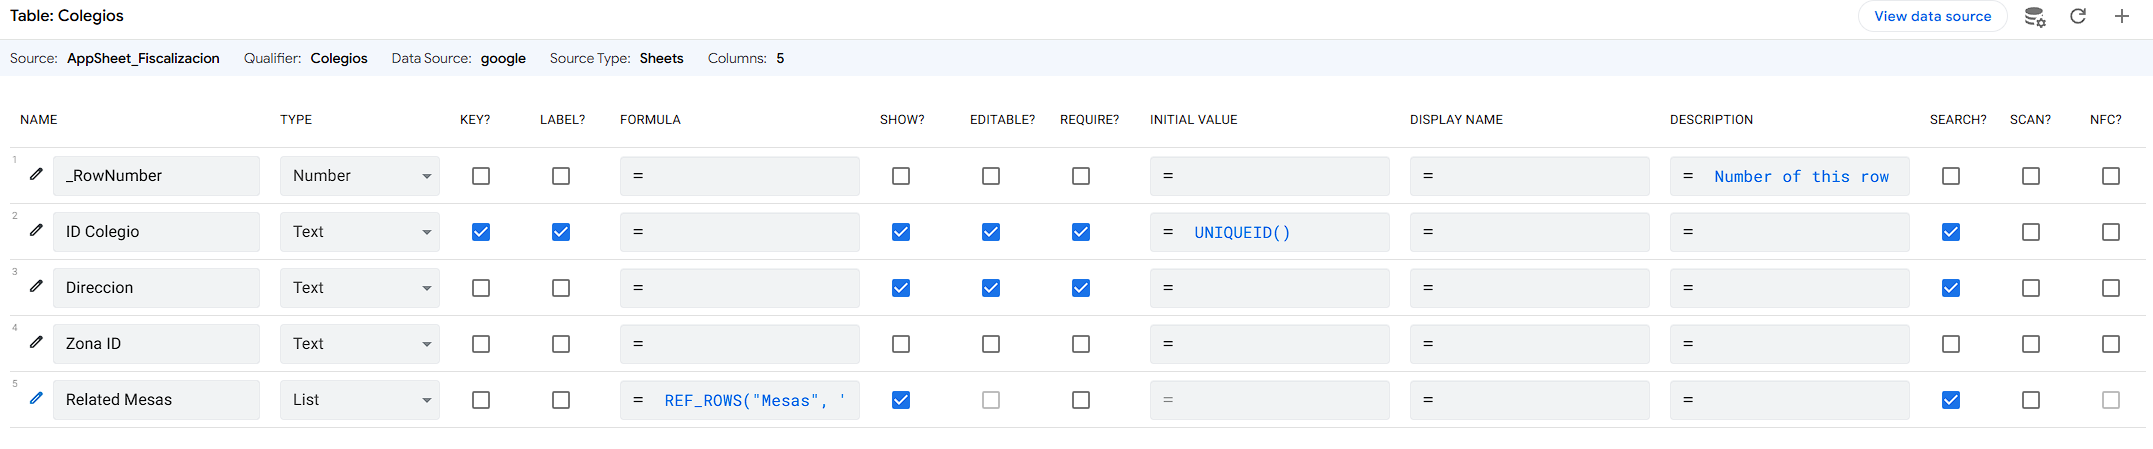 Table: Colegios
View data source
Source: AppSheet_Fiscalizacion Qualifier: Colegios Data Source: google Source Type: Sheets Columns: 5
NAME TYPE KEY? LABEL? FORMULA SHOW? EDITABLE? REQUIRE? INITIAL VALUE DISPLAY NAME DESCRIPTION SEARCH? SCAN? NFC?
1 _RowNumber Number = = = = Number of this row
2 ID Colegio Text = = UNIQUEID() = =
3 Direccion Text = = = =
4 Zona ID Text = = = =
5 Related Mesas List = REF_ROWS("Mesas", ' = = =